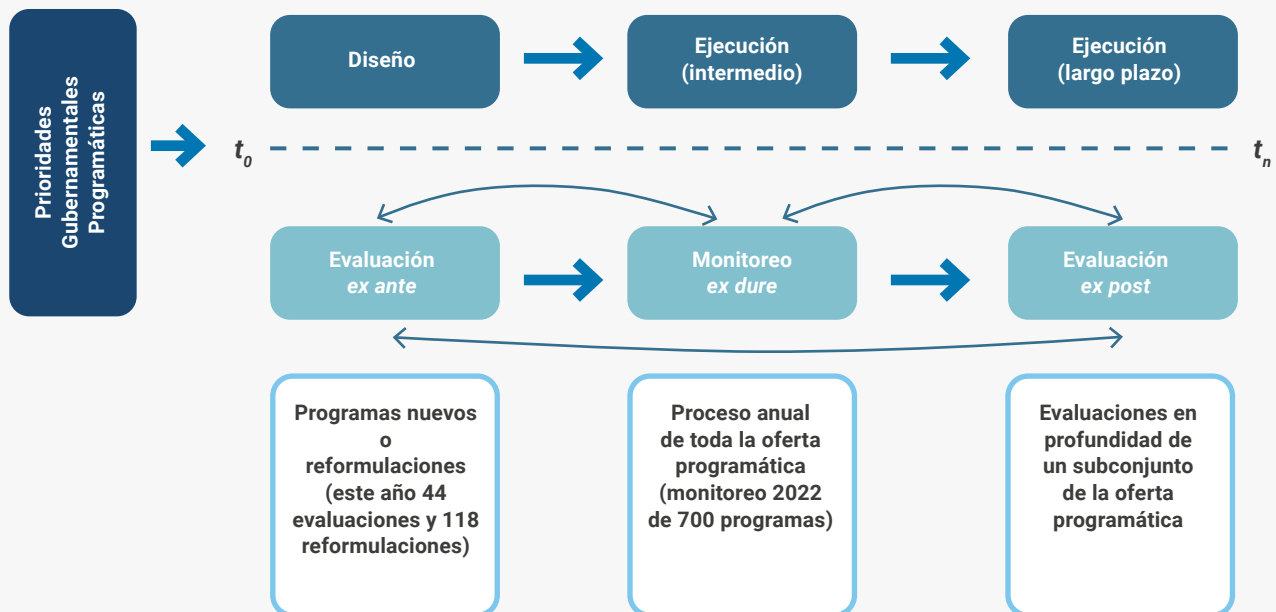 Prioridades
Gubernamentales
Programáticas
Diseño
Ejecución
(intermedio)
Ejecución
(largo plazo)
t0
tn
Evaluación
ex ante
Monitoreo
ex dure
Evaluación
ex post
Programas nuevos
o
reformulaciones
(este año 44
evaluaciones y 118
reformulaciones)
Proceso anual
de toda la oferta
programática
(monitoreo 2022
de 700 programas)
Evaluaciones en
profundidad de
un subconjunto
de la oferta
programática